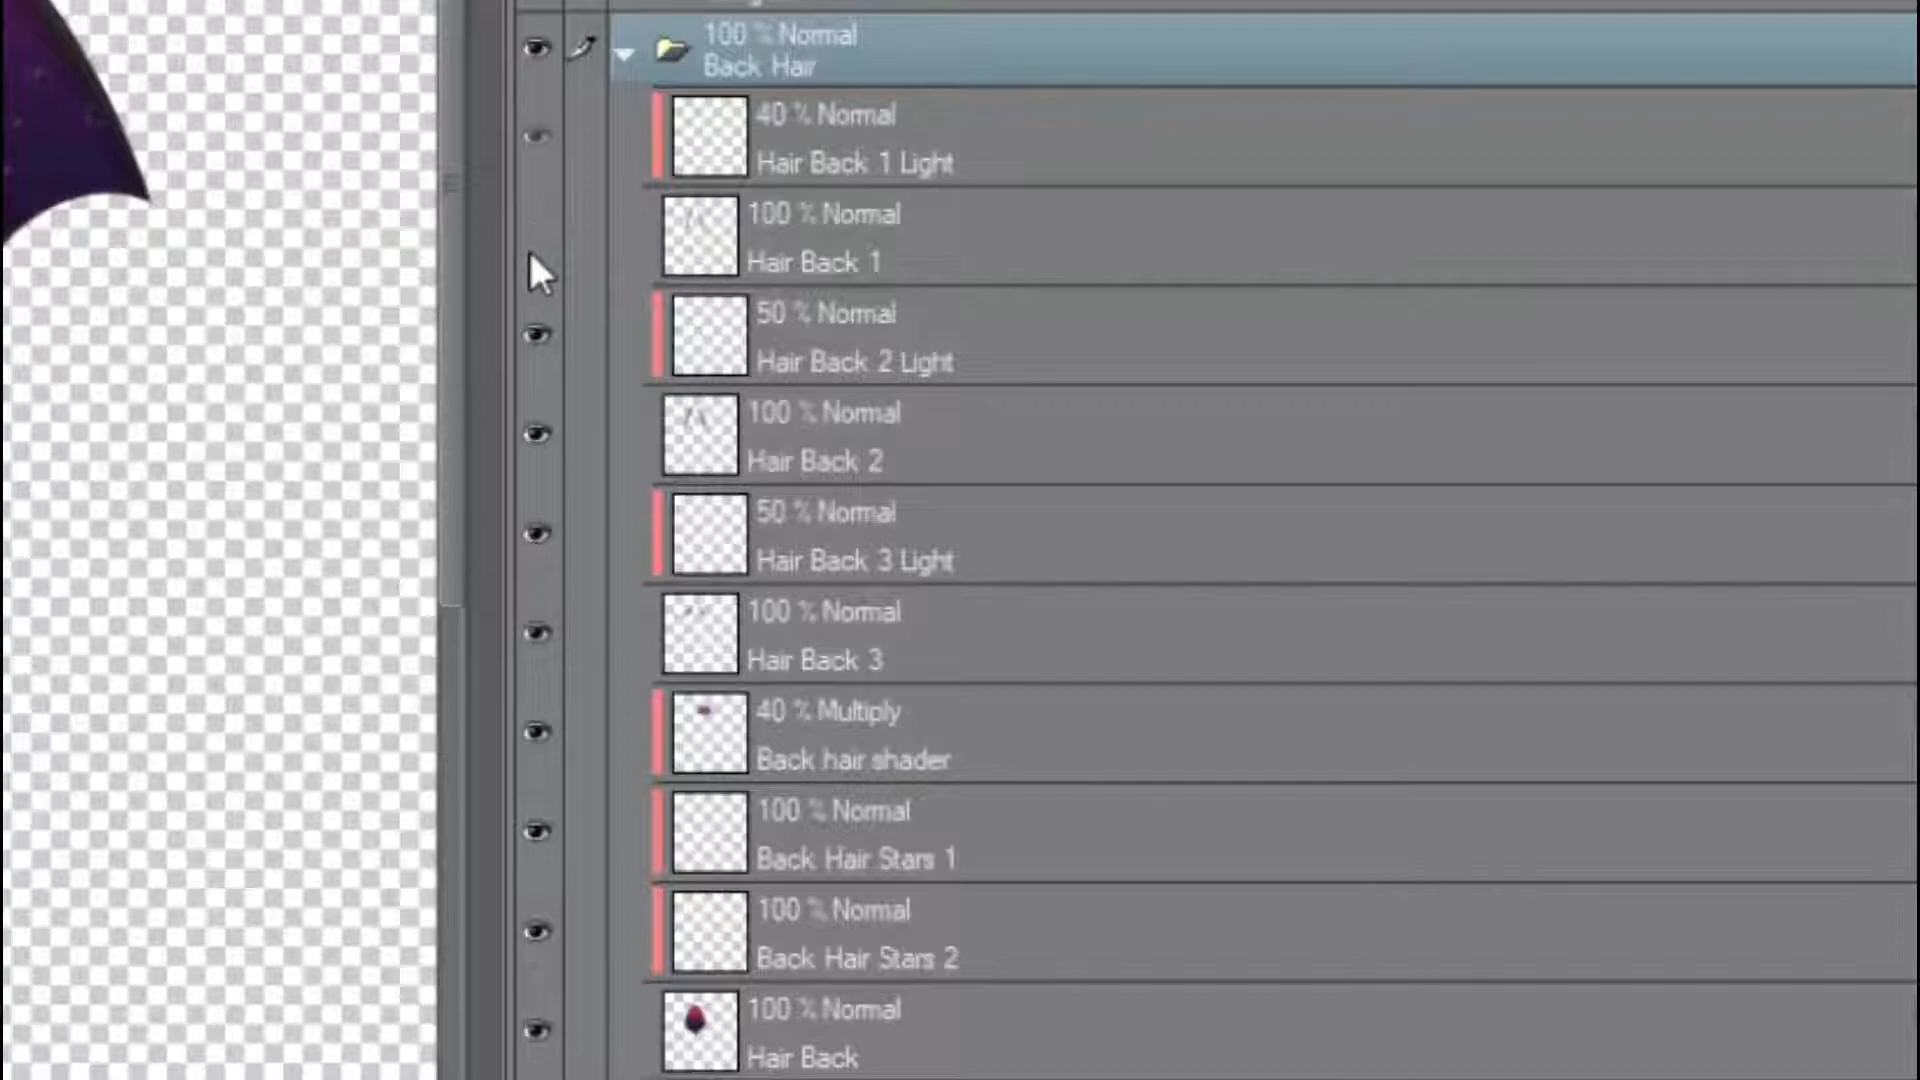 100 % Normal
Back Hair
40 % Normal
Hair Back 1 Light
100 % Normal
Hair Back 1
50 % Normal
Hair Back 2 Light
100 % Normal
Hair Back 2
50 % Normal
Hair Back 3 Light
100 % Normal
Hair Back 3
40 % Multiply
Back hair shader
100 % Normal
Back Hair Stars 1
100 % Normal
Back Hair Stars 2
100 % Normal
Hair Back